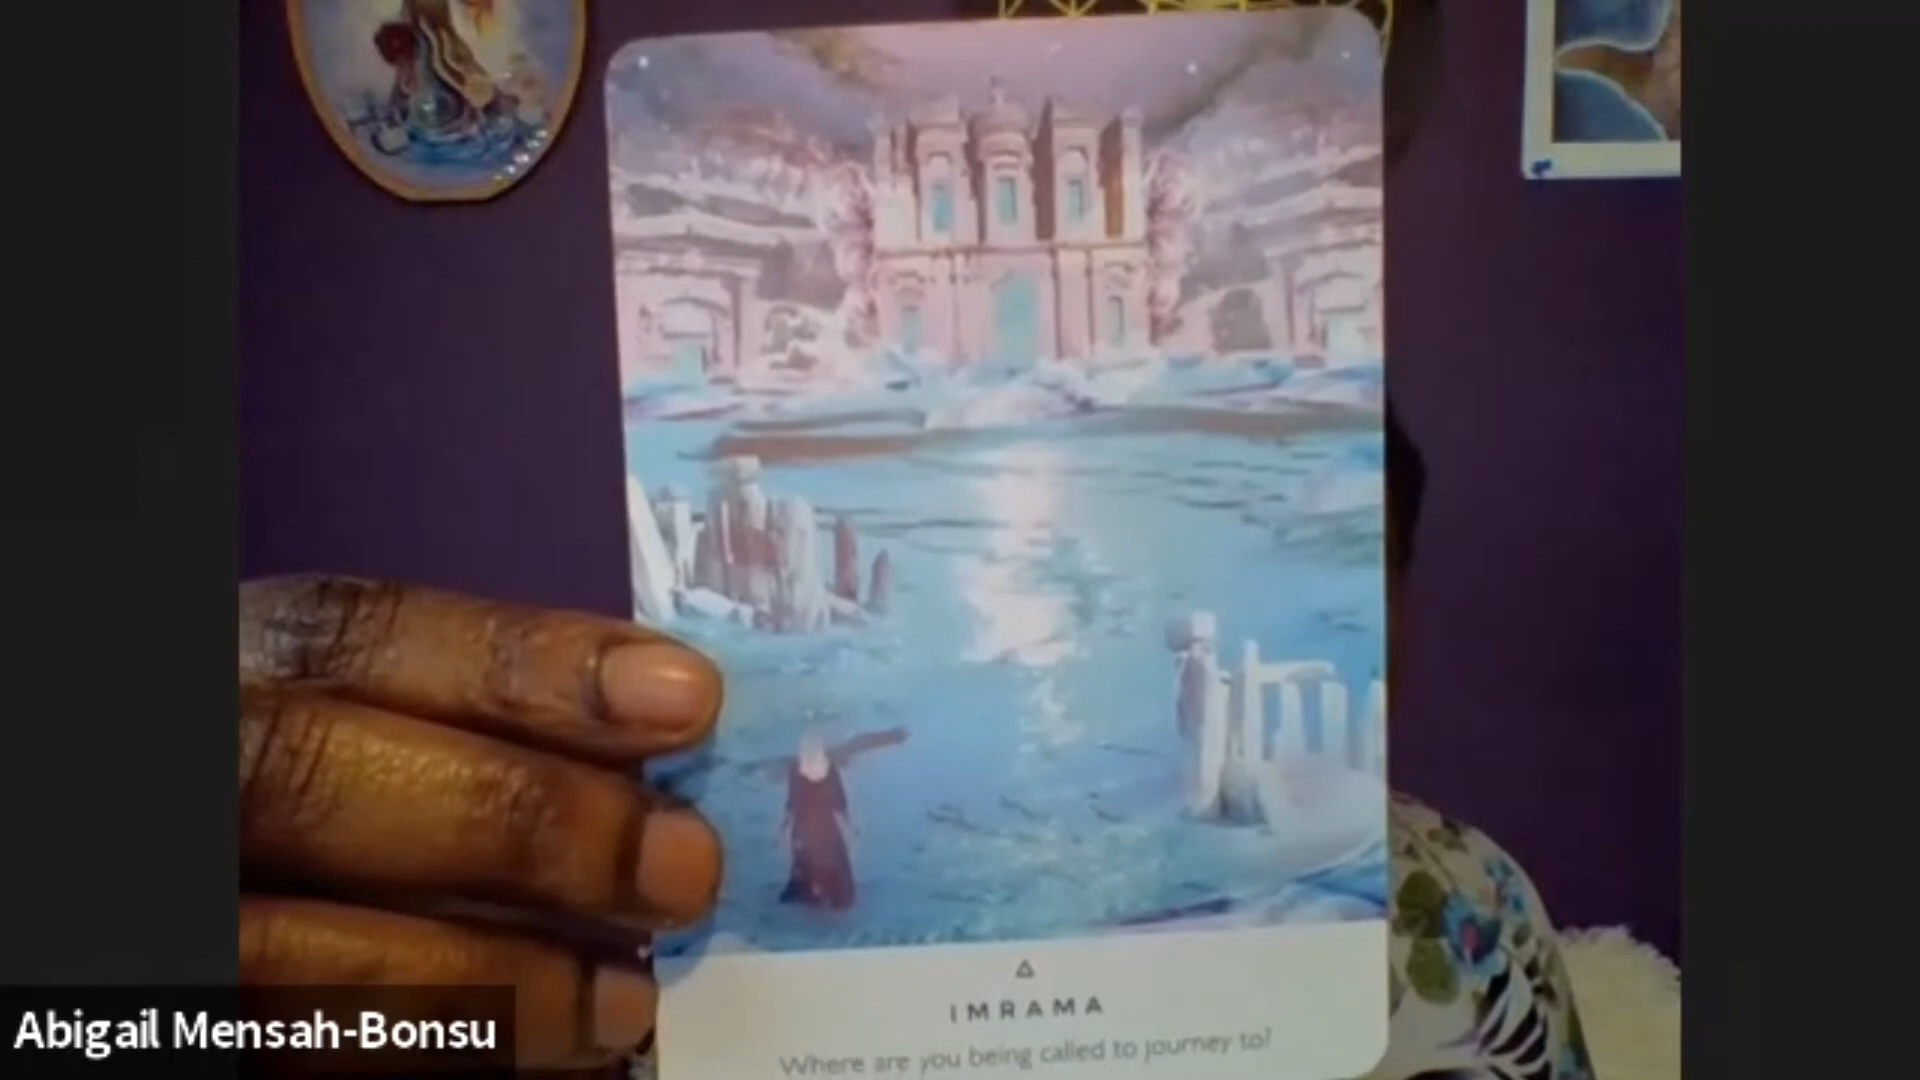 IMRAMA
Where are you being called to journey to?
Abigail Mensah-Bonsu